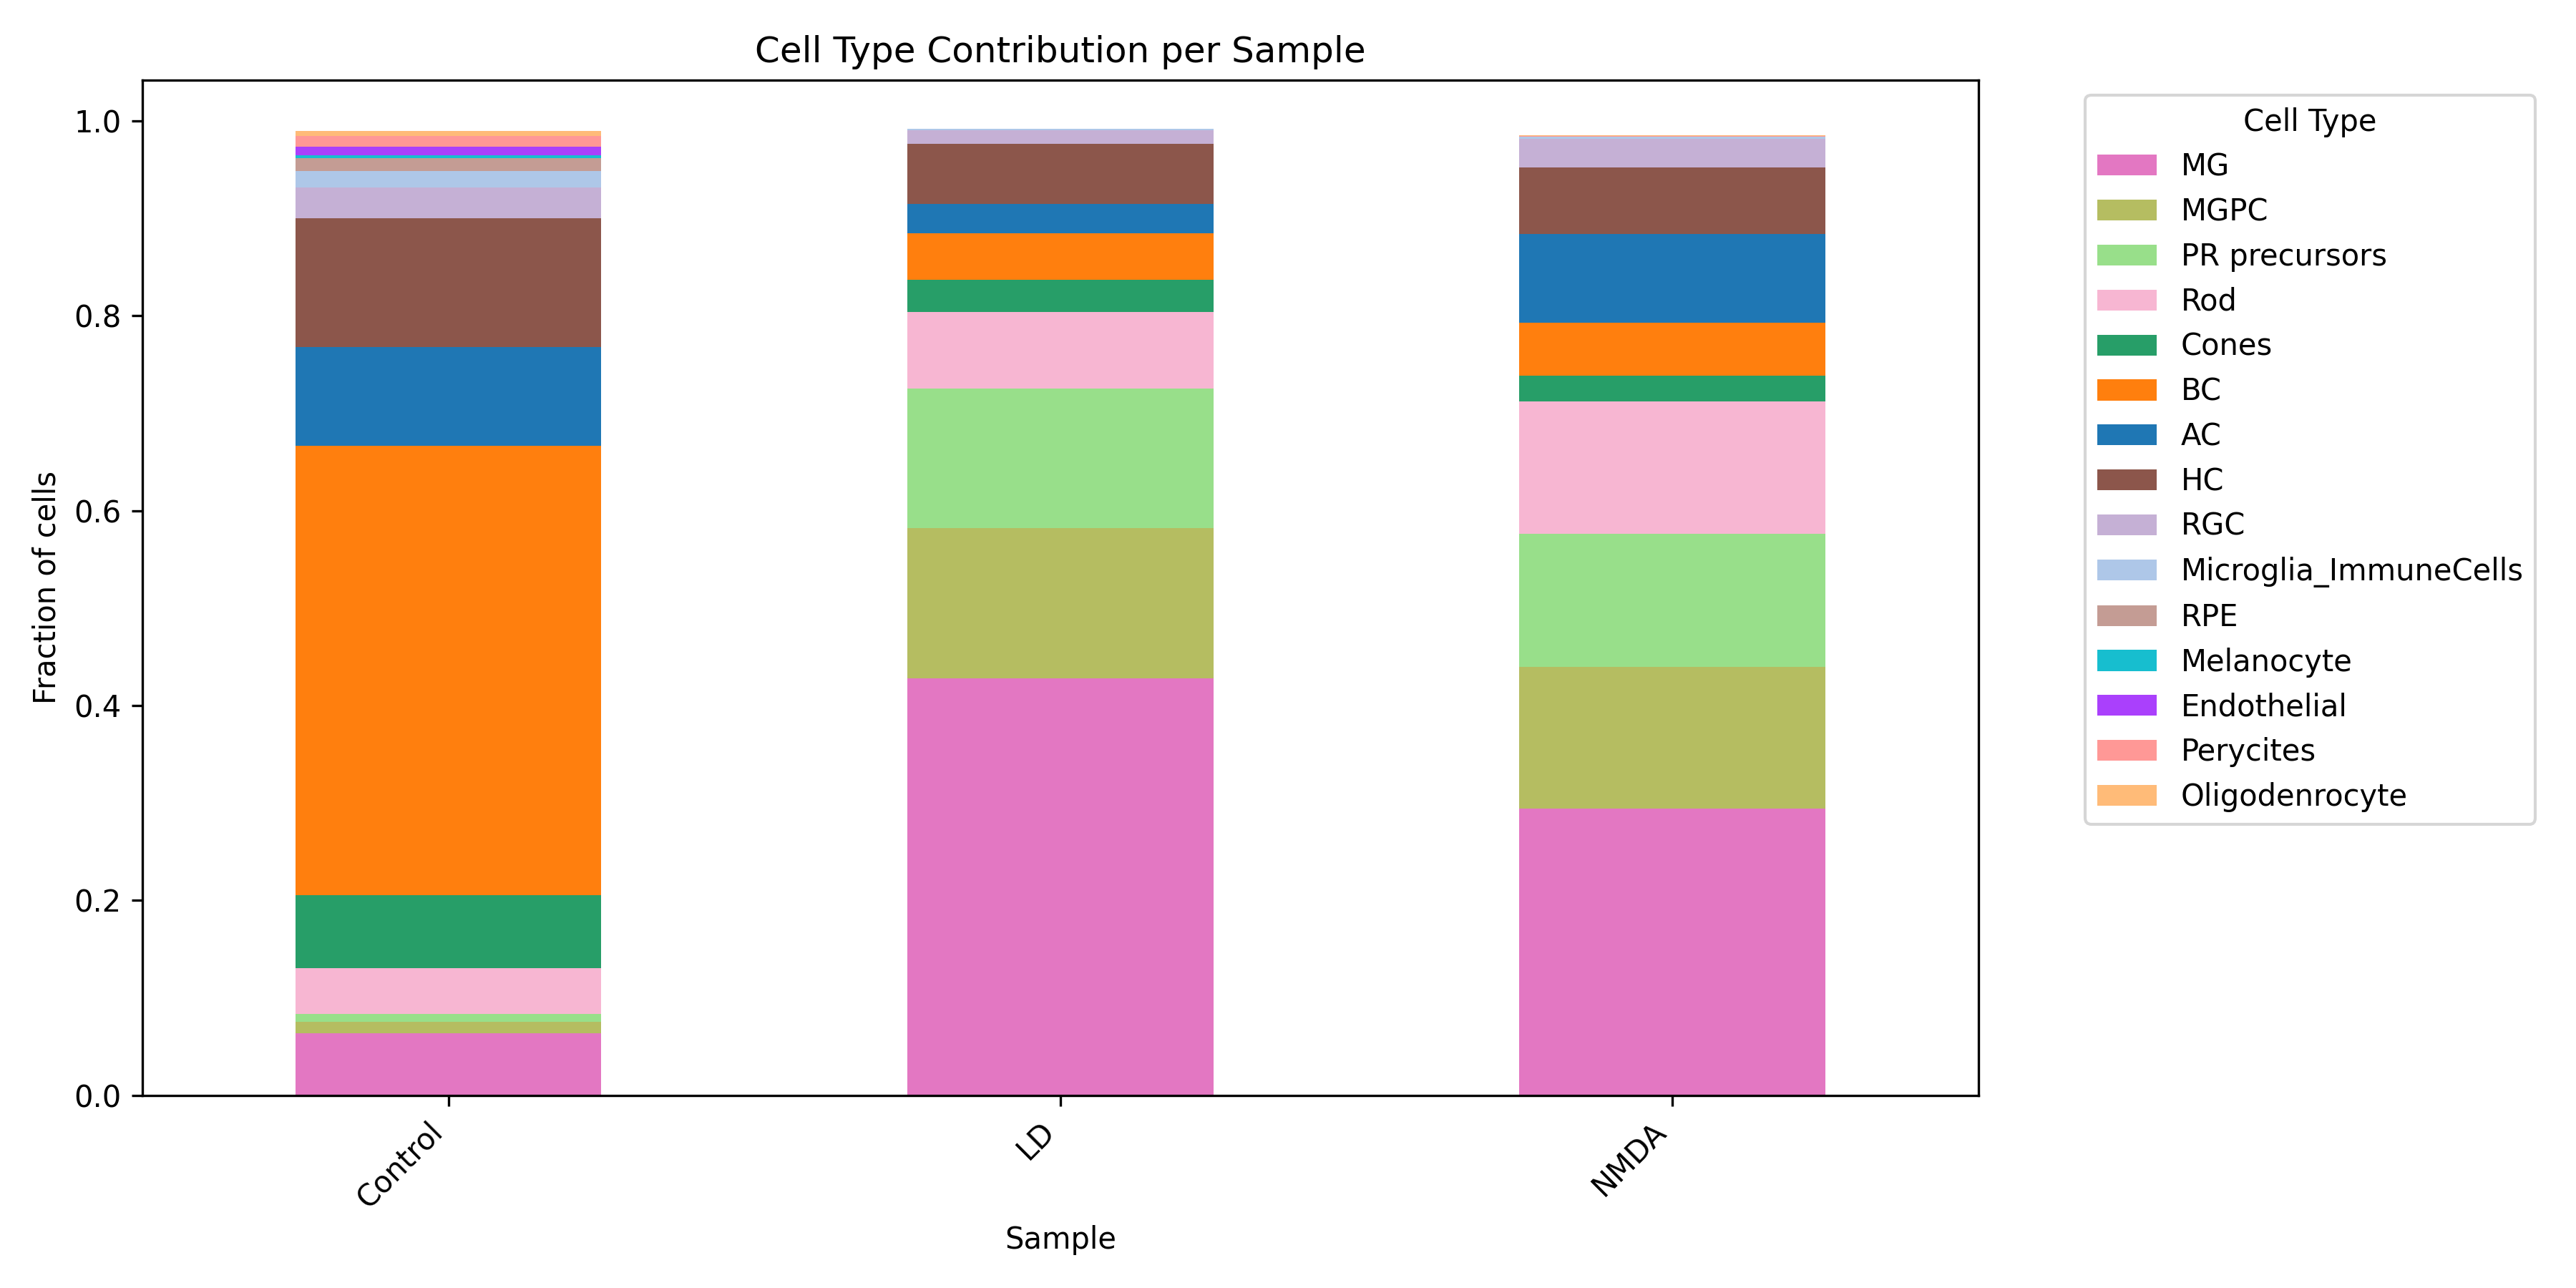 Cell Type Contribution per Sample
Fraction of cells
1.0
0.8
0.6
0.4
0.2
0.0
Control
LD
NMDA
Sample
Cell Type
MG
MGPC
PR precursors
Rod
Cones
BC
AC
HC
RGC
Microglia_ImmuneCells
RPE
Melanocyte
Endothelial
Perycites
Oligodenrocyte